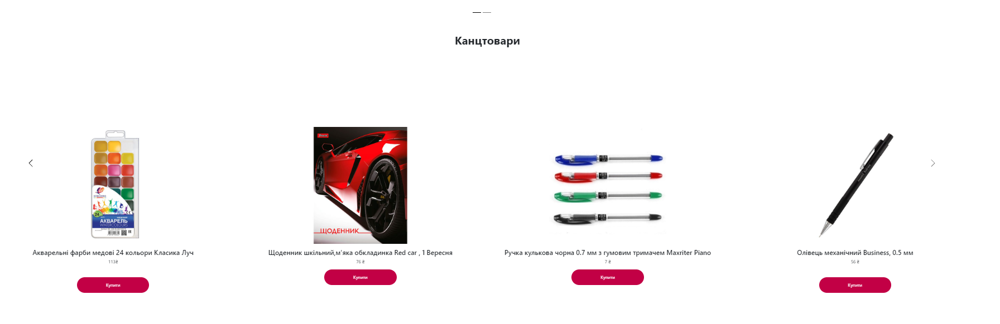 Канцтовари
24
АКВАРЕЛЬ
WATERCOLOURS
ЩОДЕННИК
Акварельні фарби медові 24 кольори Класика Луч
113₴
Купити
Щоденник шкільний,м'яка обкладинка Red car , 1 Вересня
76 ₴
Купити
Ручка кулькова чорна 0.7 мм з гумовим тримачем Maxriter Piano
7 ₴
Купити
Олівець механічний Business, 0.5 мм
56 ₴
Купити